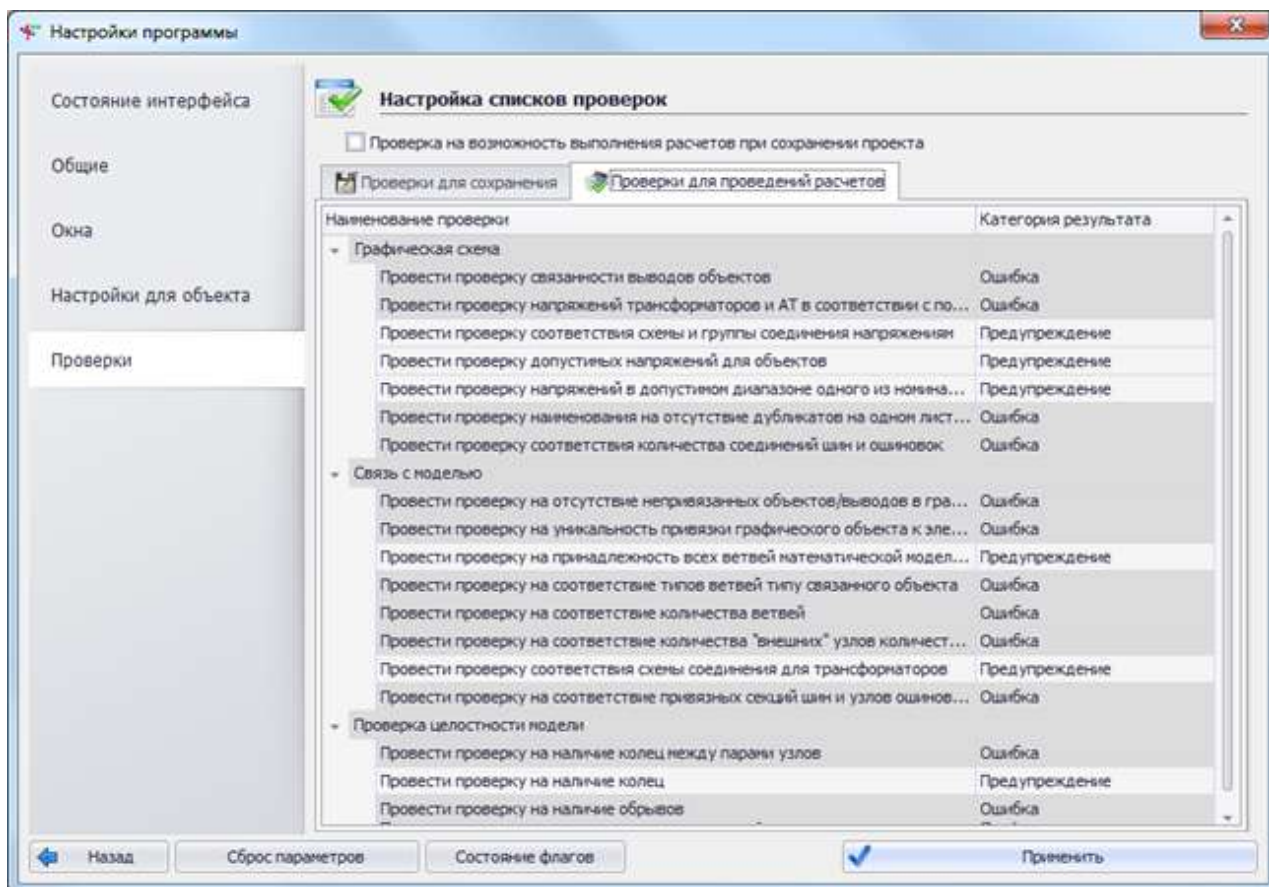 Настройки программы
Состояние интерфейса
Общие
Окна
Настройки для объекта
Проверки
Настройка списков проверок
Проверка на возможность выполнения расчетов при сохранении проекта
Проверки для сохранения Проверки для проведений расчетов
Наименование проверки Категория результата
Графическая схема
Провести проверку связанности выводов объектов Ошибка
Провести проверку напряжений трансформаторов и АТ в соответствии с по... Ошибка
Провести проверку соответствия схемы и группы соединения напряжениям Предупреждение
Провести проверку допустимых напряжений для объектов Предупреждение
Провести проверку напряжений в допустимом диапазоне одного из номина... Предупреждение
Провести проверку наименования на отсутствие дубликатов на одном лист... Ошибка
Провести проверку соответствия количества соединений шин и ошиновок Ошибка
Связь с моделью
Провести проверку на отсутствие непривязанных объектов/выводов в гра... Ошибка
Провести проверку на уникальность привязки графического объекта к эле... Ошибка
Провести проверку на принадлежность всех ветвей математической модел... Предупреждение
Провести проверку на соответствие типов ветвей типу связанного объекта Ошибка
Провести проверку на соответствие количества ветвей Ошибка
Провести проверку на соответствие количества "внешних" узлов количест... Ошибка
Провести проверку соответствия схемы соединения для трансформаторов Предупреждение
Провести проверку на соответствие привязных секций шин и узлов ошинов... Ошибка
Проверка целостности модели
Провести проверку на наличие колец между парами узлов Ошибка
Провести проверку на наличие колец Предупреждение
Провести проверку на наличие обрывов Ошибка
Назад Сброс параметров Состояние флагов Применить